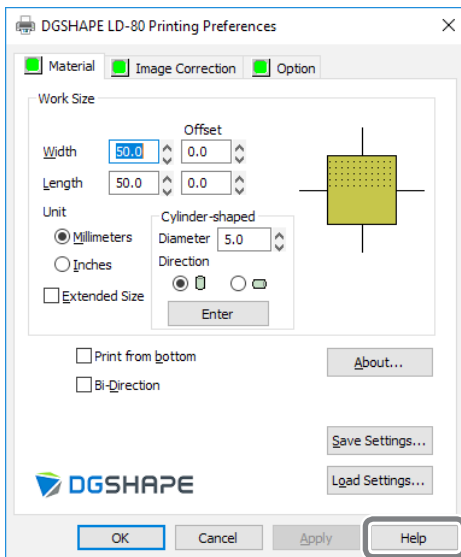 DGSHAPE LD-80 Printing Preferences
Material Image Correction Option
Work Size
Offset
Width 50.0 0.0
Length 50.0 0.0
Unit
Millimeters
Inches
Extended Size
Cylinder-shaped
Diameter 5.0
Direction
Enter
Print from bottom
Bi-Direction
About...
Save Settings...
Load Settings...
DGSHAPE
OK Cancel Apply Help